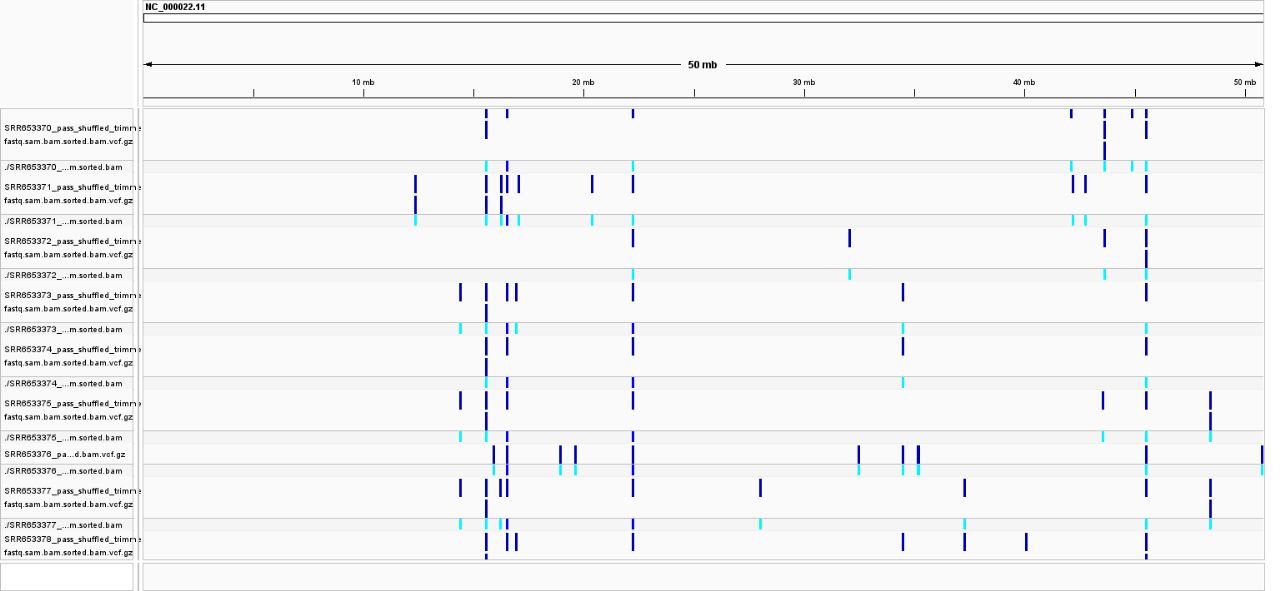 NC_000022.11
50 mb
10 mb 20 mb 30 mb 40 mb 50 mb
SRR653370_pass_shuffled_trimme
fastq.sam.bam.sorted.bam.vcf.gz
./SRR653370_...m.sorted.bam
SRR653371_pass_shuffled_trimme
fastq.sam.bam.sorted.bam.vcf.gz
./SRR653371_...m.sorted.bam
SRR653372_pass_shuffled_trimme
fastq.sam.bam.sorted.bam.vcf.gz
./SRR653372_...m.sorted.bam
SRR653373_pass_shuffled_trimme
fastq.sam.bam.sorted.bam.vcf.gz
./SRR653373_...m.sorted.bam
SRR653374_pass_shuffled_trimme
fastq.sam.bam.sorted.bam.vcf.gz
./SRR653374_...m.sorted.bam
SRR653375_pass_shuffled_trimme
fastq.sam.bam.sorted.bam.vcf.gz
./SRR653375_...m.sorted.bam
SRR653376_pa...d.bam.vcf.gz
./SRR653376_...m.sorted.bam
SRR653377_pass_shuffled_trimme
fastq.sam.bam.sorted.bam.vcf.gz
./SRR653377_...m.sorted.bam
SRR653378_pass_shuffled_trimme
fastq.sam.bam.sorted.bam.vcf.gz